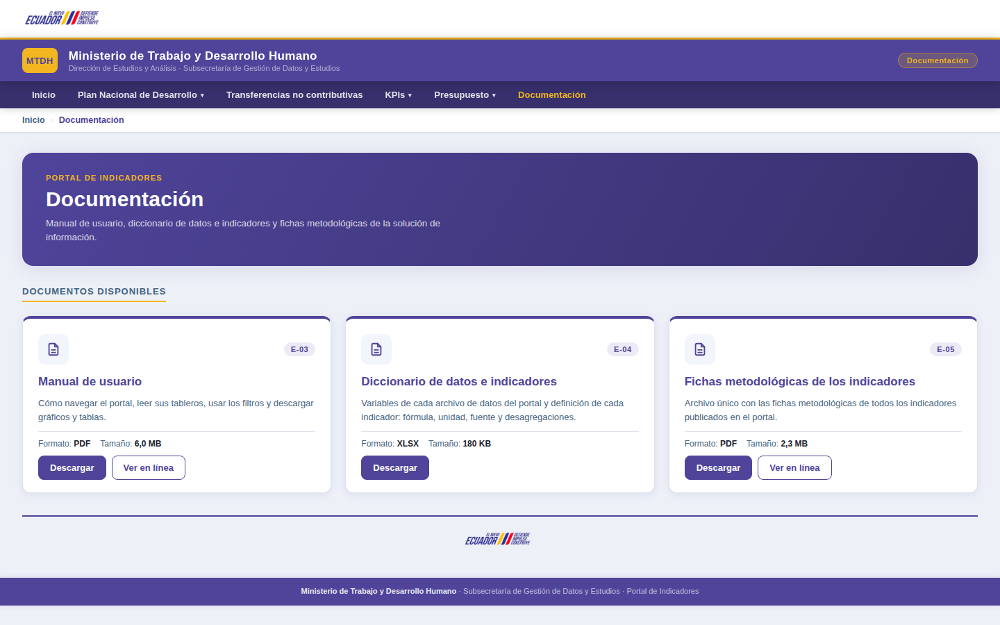 EL NUEVO
ECUADOR
DEFIENDE
IMPULSA
CONSTRUYE
MTDH
Ministerio de Trabajo y Desarrollo Humano
Dirección de Estudios y Análisis · Subsecretaría de Gestión de Datos y Estudios
Documentación
Inicio
Plan Nacional de Desarrollo ▾
Transferencias no contributivas
KPIs ▾
Presupuesto ▾
Documentación
Inicio › Documentación
PORTAL DE INDICADORES
Documentación
Manual de usuario, diccionario de datos e indicadores y fichas metodológicas de la solución de
información.
DOCUMENTOS DISPONIBLES
E-03
Manual de usuario
Cómo navegar el portal, leer sus tableros, usar los filtros y descargar
gráficos y tablas.
Formato: PDF Tamaño: 6,0 MB
Descargar
Ver en línea
E-04
Diccionario de datos e indicadores
Variables de cada archivo de datos del portal y definición de cada
indicador: fórmula, unidad, fuente y desagregaciones.
Formato: XLSX Tamaño: 180 KB
Descargar
E-05
Fichas metodológicas de los indicadores
Archivo único con las fichas metodológicas de todos los indicadores
publicados en el portal.
Formato: PDF Tamaño: 2,3 MB
Descargar
Ver en línea
EL NUEVO
ECUADOR
DEFIENDE
IMPULSA
CONSTRUYE
Ministerio de Trabajo y Desarrollo Humano · Subsecretaría de Gestión de Datos y Estudios · Portal de Indicadores